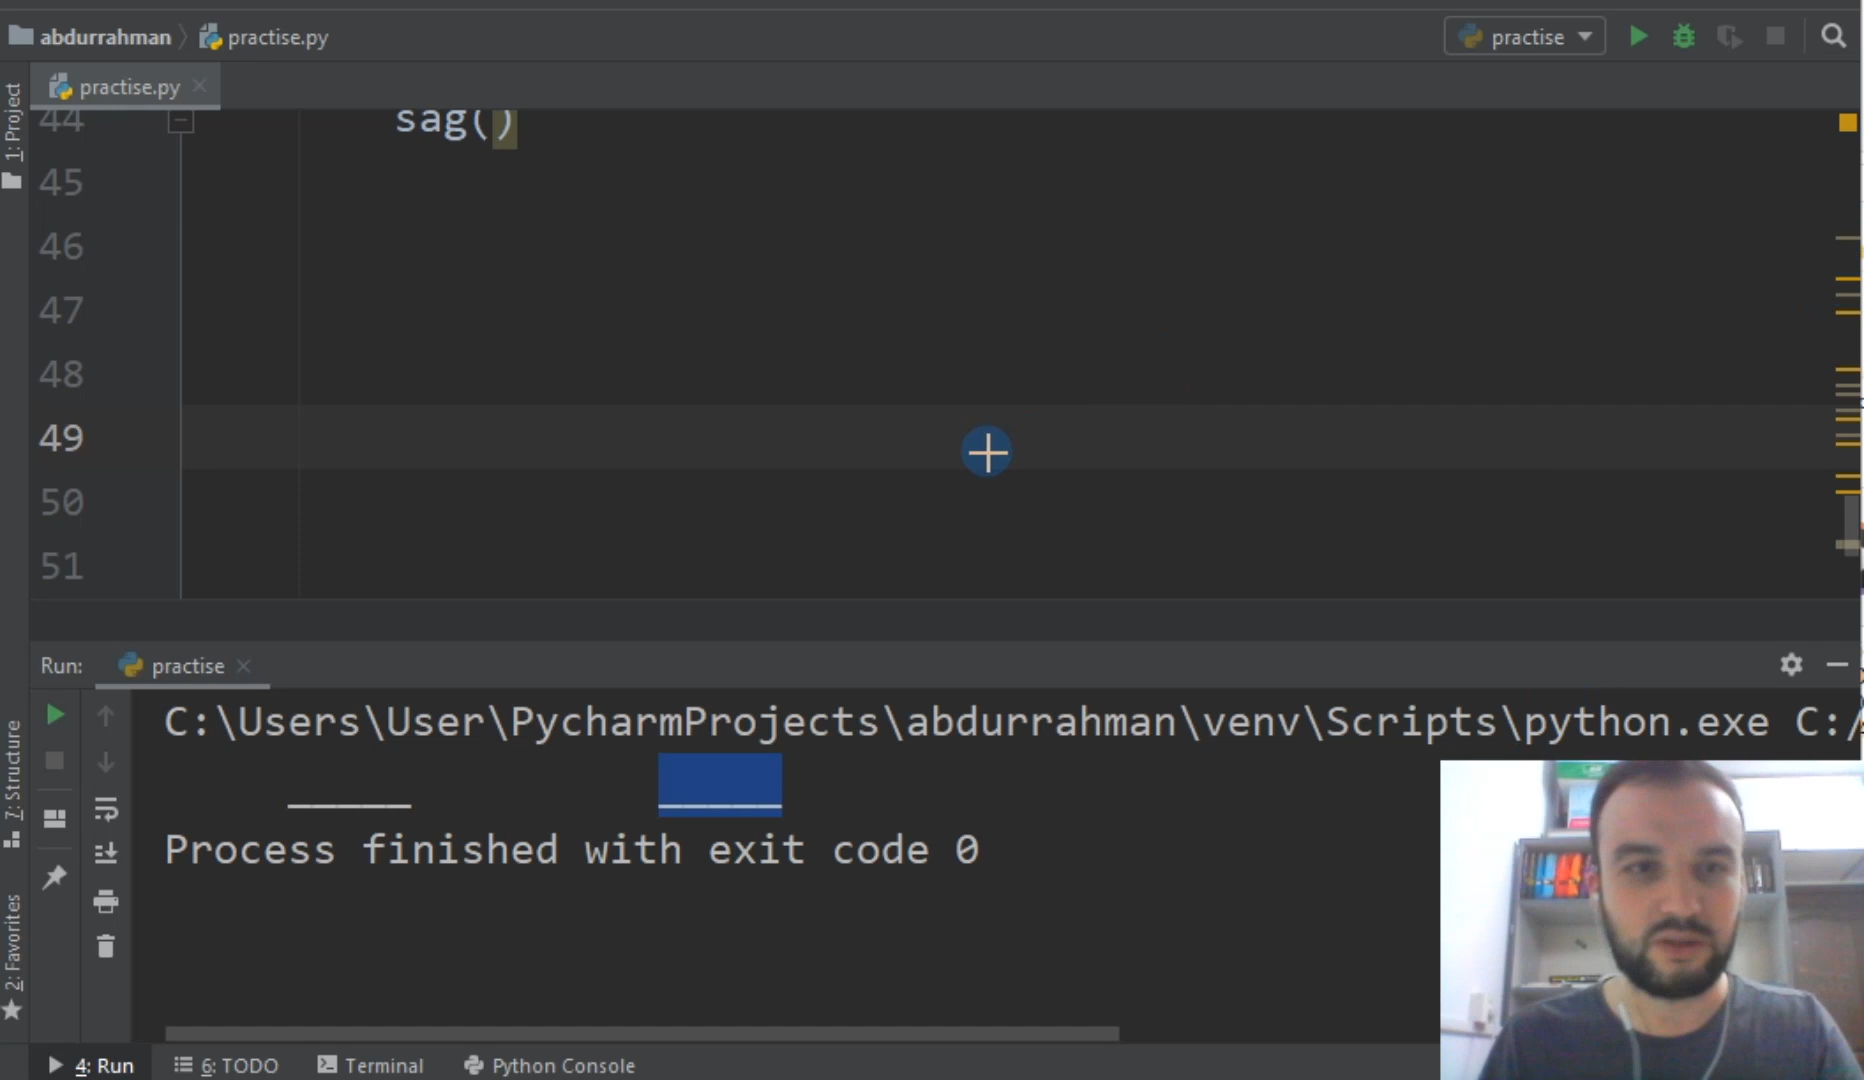 abdurrahman practise.py
practise
practise.py
1: Project
44 sag()
45
46
47
48
49
50
51
Run: practise
C:\Users\User\PycharmProjects\abdurrahman\venv\Scripts\python.exe C:/
_____ _____
Process finished with exit code 0
7: Structure
2: Favorites
4: Run 6: TODO Terminal Python Console